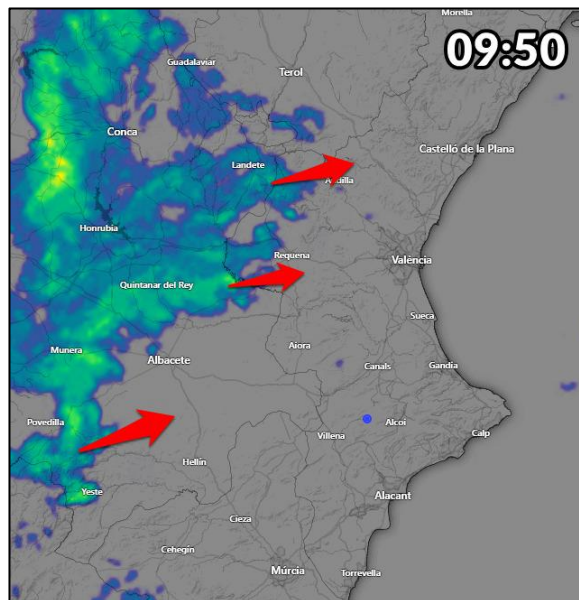 Morella
09:50
Guadalaviar
Terol
Conca
Castelló de la Plana
Landete
Honrubia
Requena
València
Quintanar del Rey
Sueca
Aiora
Munera
Albacete
Canals
Gandia
Povedilla
Alcoi
Villena
Calp
Hellín
Yeste
Alacant
Cieza
Cehegín
Múrcia
Torrevella